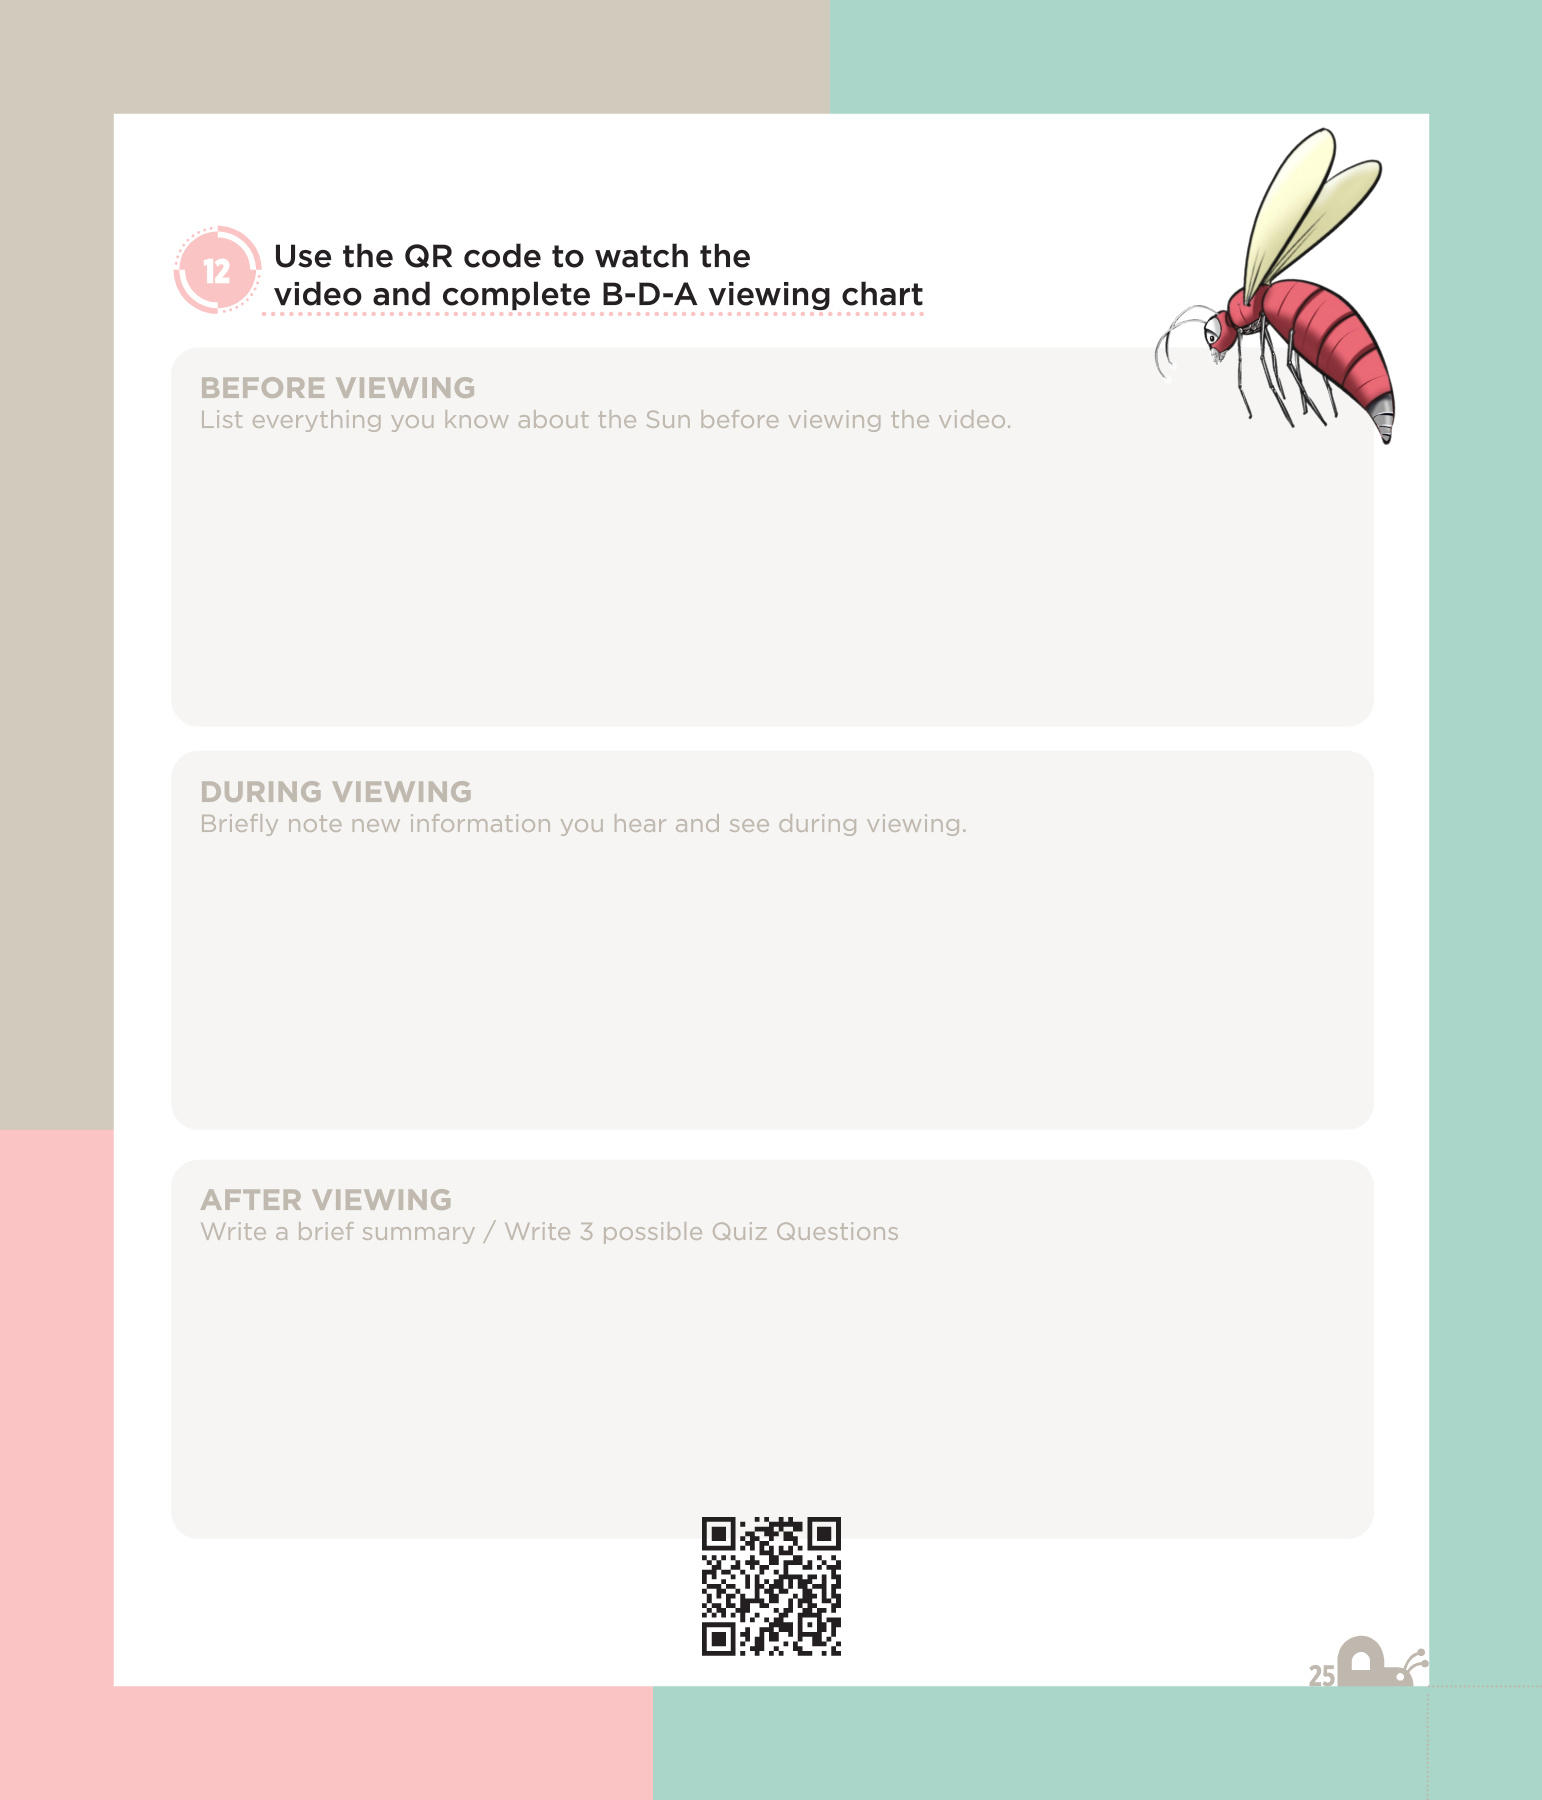 12
Use the QR code to watch the
video and complete B-D-A viewing chart
BEFORE VIEWING
List everything you know about the Sun before viewing the video.
DURING VIEWING
Briefly note new information you hear and see during viewing.
AFTER VIEWING
Write a brief summary / Write 3 possible Quiz Questions
25